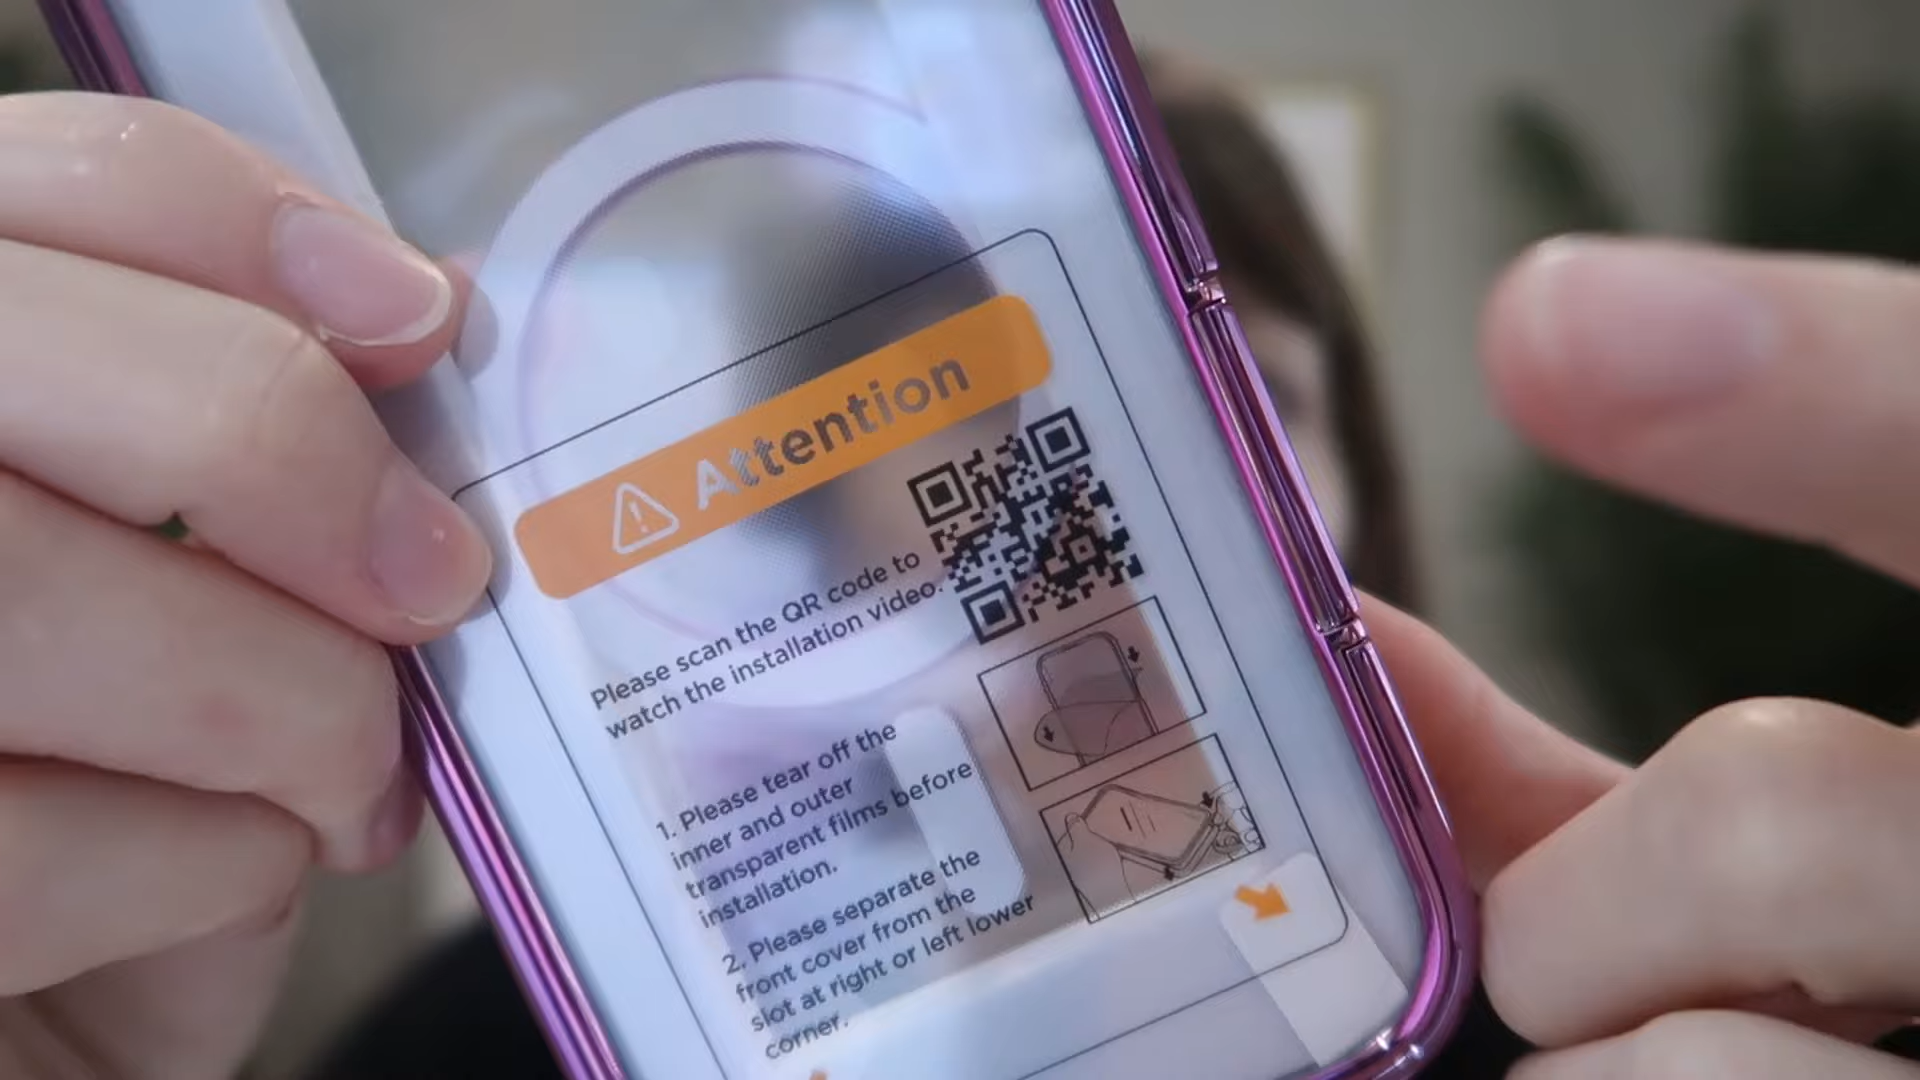 Attention
Please scan the QR code to
watch the installation video.
1. Please tear off the
inner and outer
transparent films before
installation.
2. Please separate the
front cover from the
slot at right or left lower
corner.